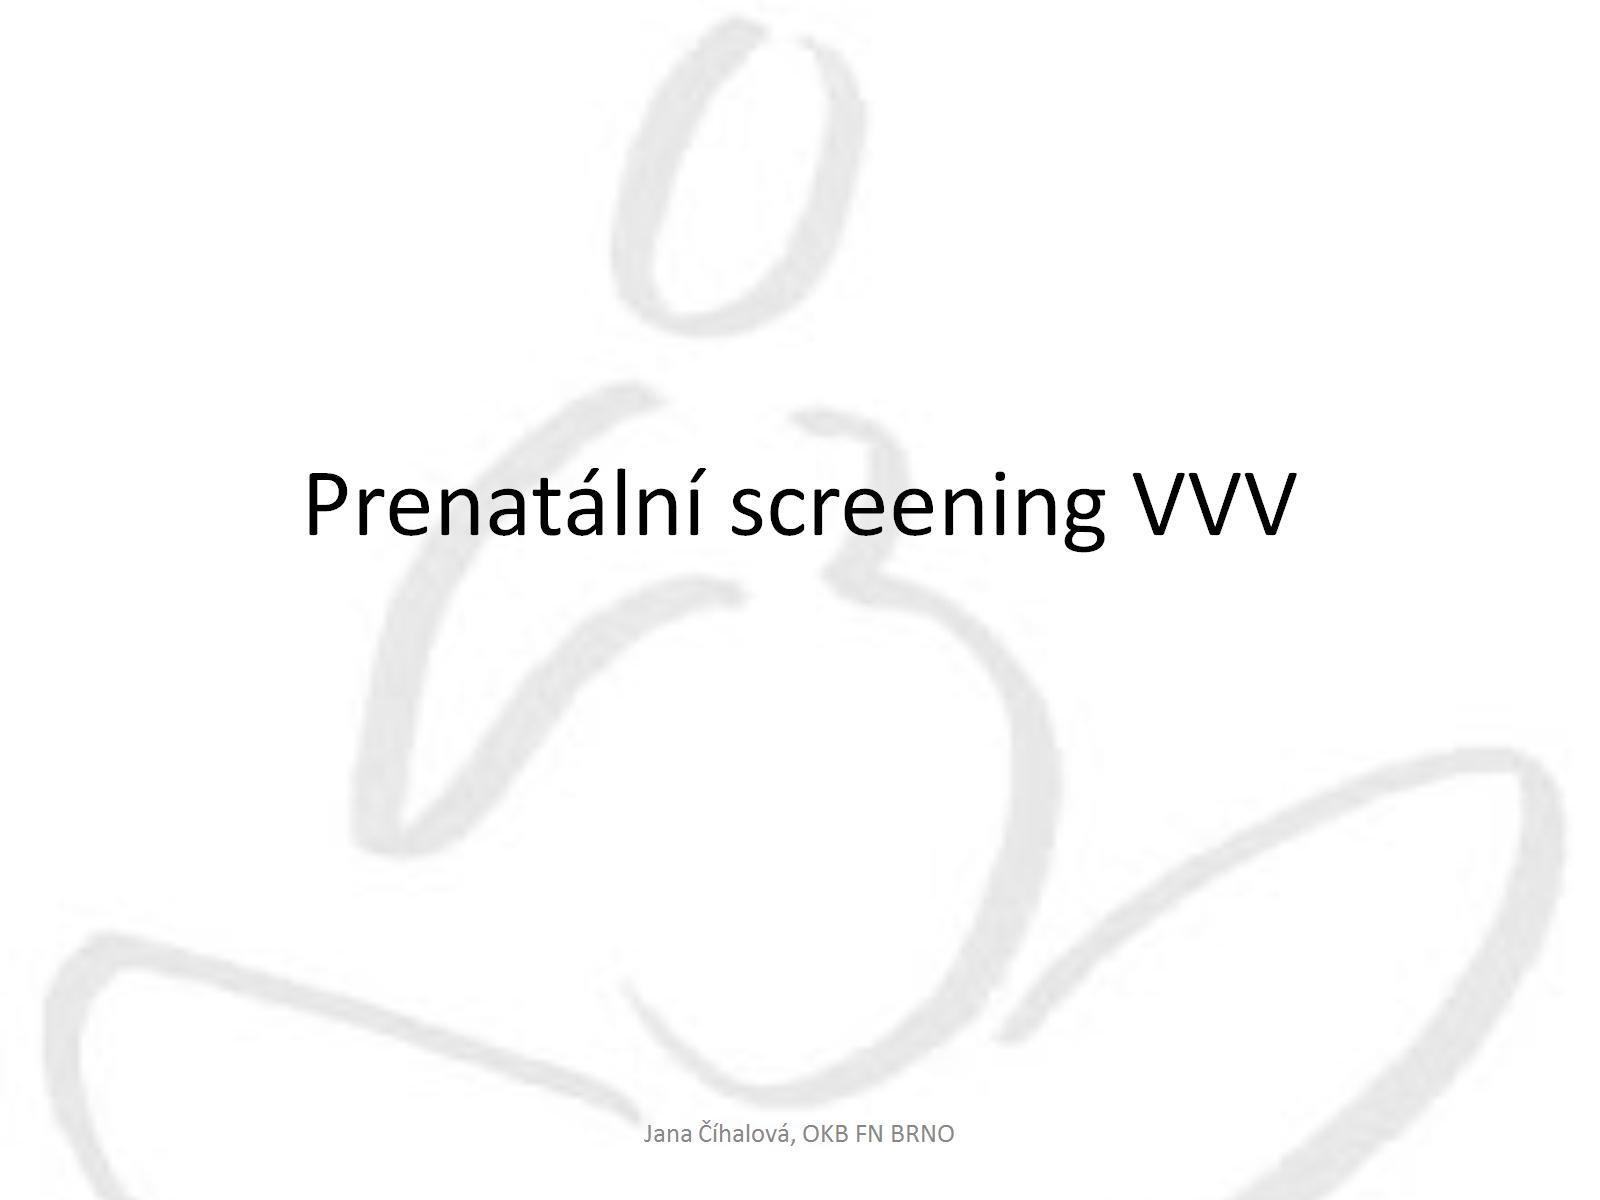 Prenatální screening VVV
Jana Číhalová, OKB FN BRNO